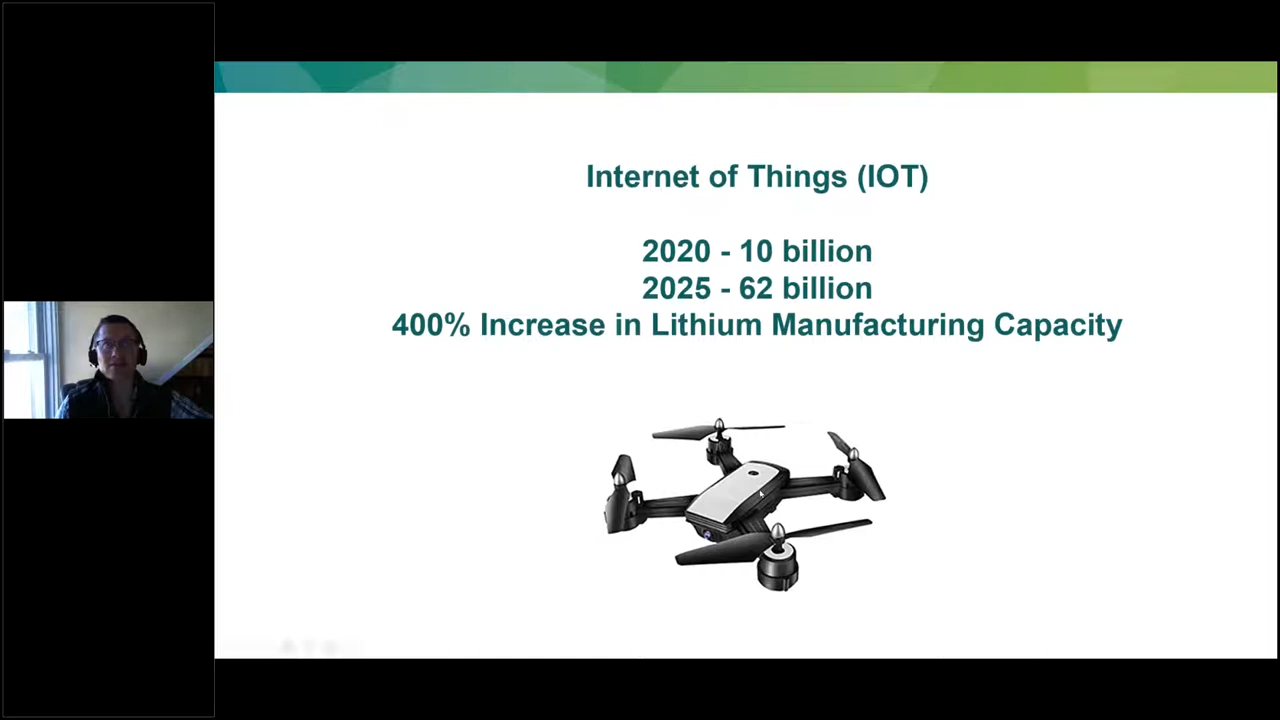 Internet of Things (IOT)
2020 - 10 billion
2025 - 62 billion
400% Increase in Lithium Manufacturing Capacity